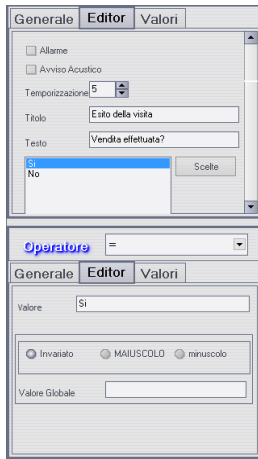 Generale Editor Valori
Allarme
Avviso Acustico
Temporizzazione 5
Titolo Esito della visita
Testo Vendita effettuata?
Si
No
Scelte
Operatore =
Generale Editor Valori
Valore Si
Invariato MAIUSCOLO minuscolo
Valore Globale